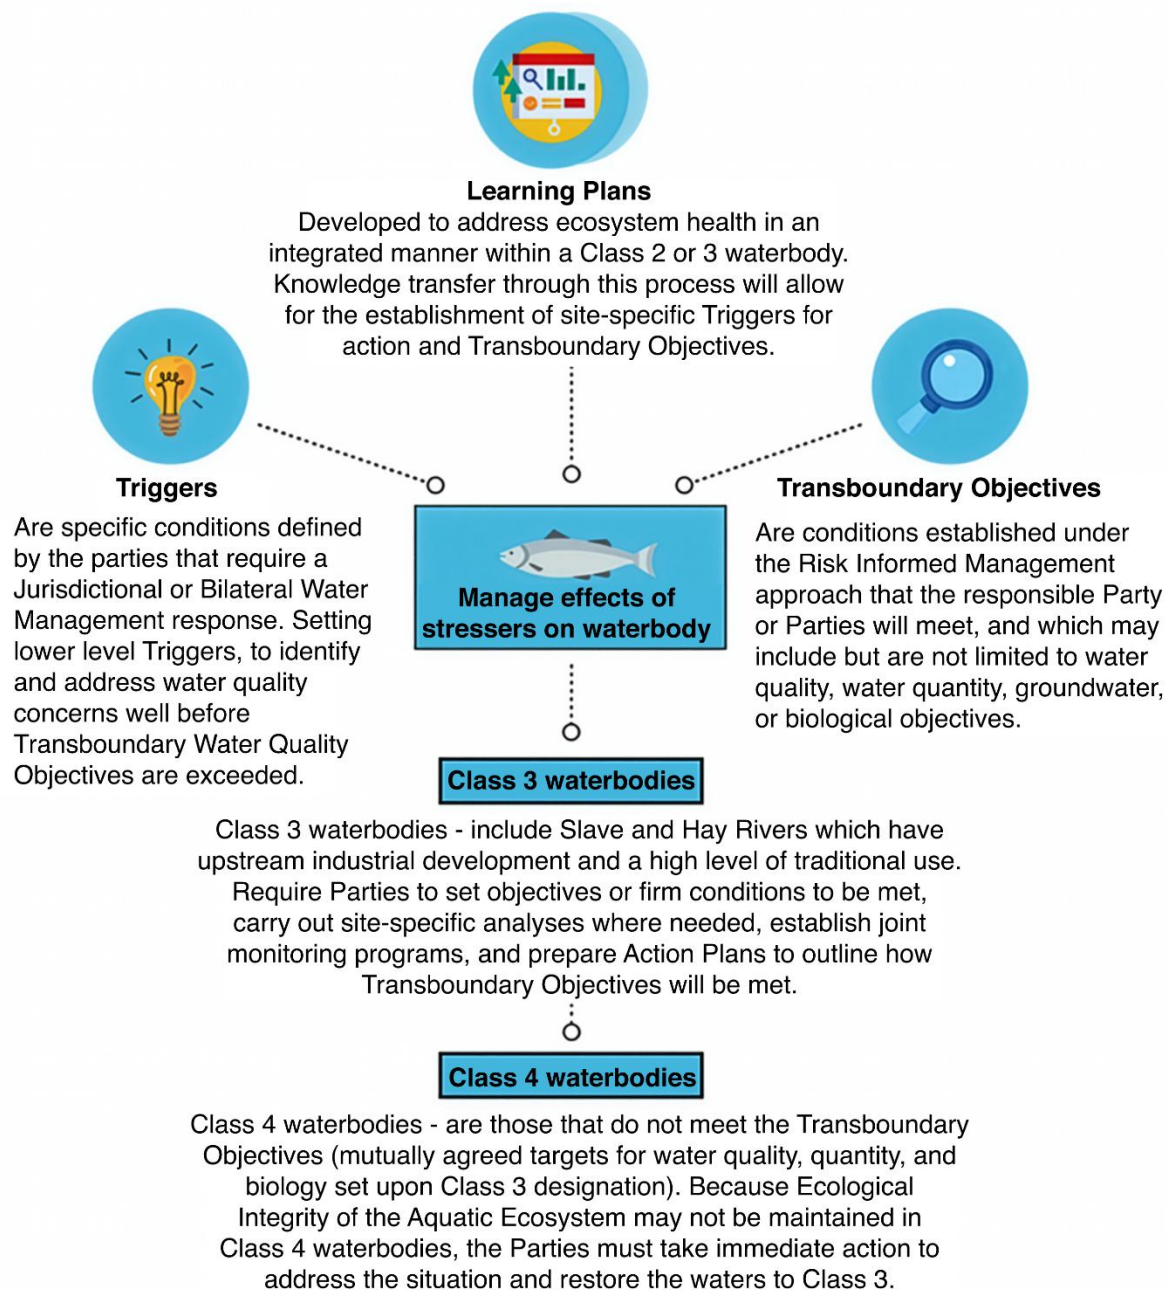 Learning Plans
Developed to address ecosystem health in an
integrated manner within a Class 2 or 3 waterbody.
Knowledge transfer through this process will allow
for the establishment of site-specific Triggers for
action and Transboundary Objectives.
Triggers
Are specific conditions defined
by the parties that require a
Jurisdictional or Bilateral Water
Management response. Setting
lower level Triggers, to identify
and address water quality
concerns well before
Transboundary Water Quality
Objectives are exceeded.
Transboundary Objectives
Are conditions established under
the Risk Informed Management
approach that the responsible Party
or Parties will meet, and which may
include but are not limited to water
quality, water quantity, groundwater,
or biological objectives.
Manage effects of
stressers on waterbody
Class 3 waterbodies
Class 3 waterbodies - include Slave and Hay Rivers which have
upstream industrial development and a high level of traditional use.
Require Parties to set objectives or firm conditions to be met,
carry out site-specific analyses where needed, establish joint
monitoring programs, and prepare Action Plans to outline how
Transboundary Objectives will be met.
Class 4 waterbodies
Class 4 waterbodies - are those that do not meet the Transboundary
Objectives (mutually agreed targets for water quality, quantity, and
biology set upon Class 3 designation). Because Ecological
Integrity of the Aquatic Ecosystem may not be maintained in
Class 4 waterbodies, the Parties must take immediate action to
address the situation and restore the waters to Class 3.